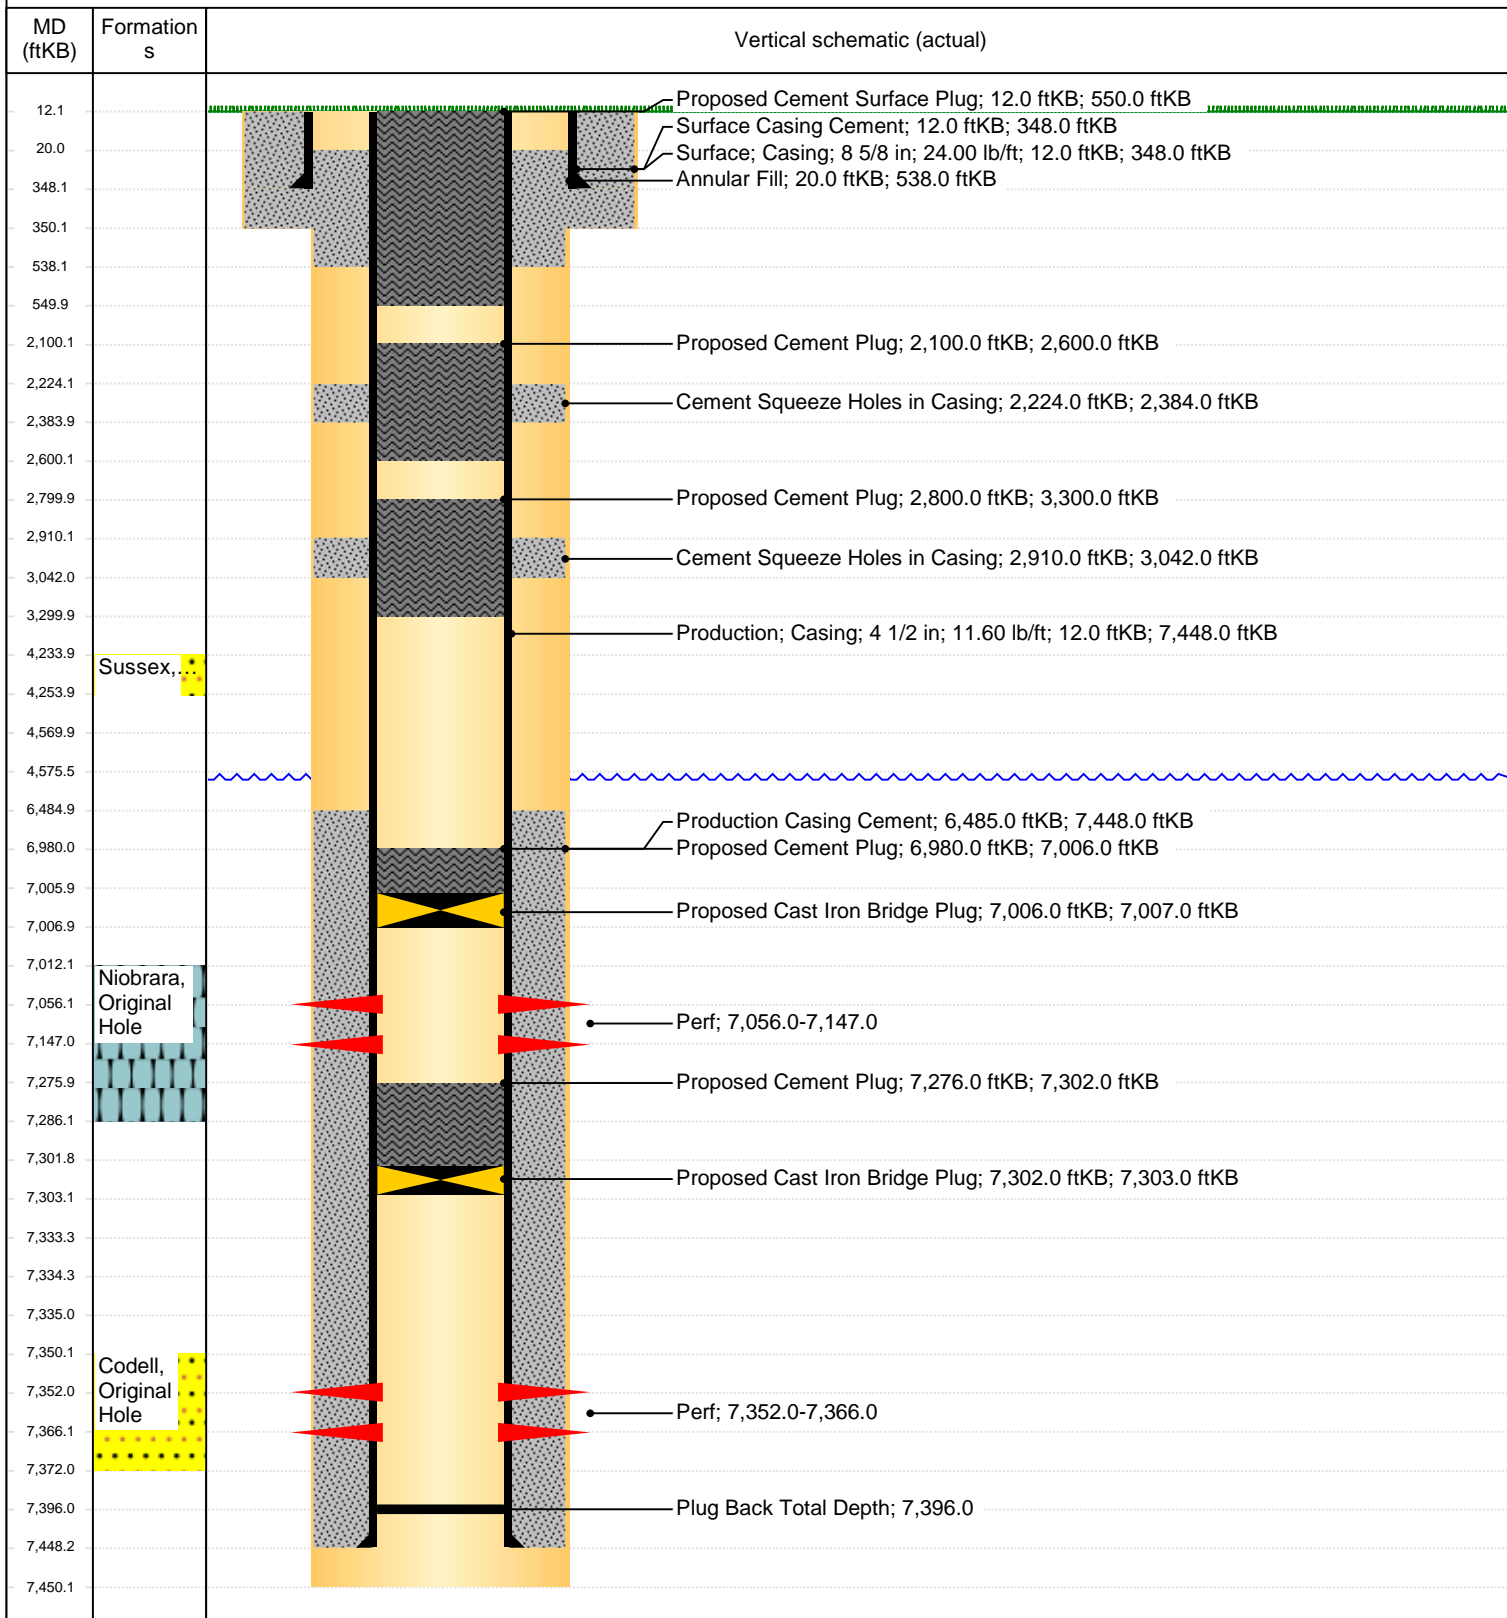 MD
(ftKB)
Formation
s
Vertical schematic (actual)
12.1
20.0
348.1
350.1
538.1
549.9
2,100.1
2,224.1
2,383.9
2,600.1
2,799.9
2,910.1
3,042.0
3,299.9
4,233.9
4,253.9
4,569.9
4,575.5
6,484.9
6,980.0
7,005.9
7,006.9
7,012.1
7,056.1
7,147.0
7,275.9
7,286.1
7,301.8
7,303.1
7,333.3
7,334.3
7,335.0
7,350.1
7,352.0
7,366.1
7,372.0
7,396.0
7,448.2
7,450.1
Sussex,...
Niobrara,
Original
Hole
Codell,
Original
Hole
Proposed Cement Surface Plug; 12.0 ftKB; 550.0 ftKB
Surface Casing Cement; 12.0 ftKB; 348.0 ftKB
Surface; Casing; 8 5/8 in; 24.00 lb/ft; 12.0 ftKB; 348.0 ftKB
Annular Fill; 20.0 ftKB; 538.0 ftKB
Proposed Cement Plug; 2,100.0 ftKB; 2,600.0 ftKB
Cement Squeeze Holes in Casing; 2,224.0 ftKB; 2,384.0 ftKB
Proposed Cement Plug; 2,800.0 ftKB; 3,300.0 ftKB
Cement Squeeze Holes in Casing; 2,910.0 ftKB; 3,042.0 ftKB
Production; Casing; 4 1/2 in; 11.60 lb/ft; 12.0 ftKB; 7,448.0 ftKB
Production Casing Cement; 6,485.0 ftKB; 7,448.0 ftKB
Proposed Cement Plug; 6,980.0 ftKB; 7,006.0 ftKB
Proposed Cast Iron Bridge Plug; 7,006.0 ftKB; 7,007.0 ftKB
Perf; 7,056.0-7,147.0
Proposed Cement Plug; 7,276.0 ftKB; 7,302.0 ftKB
Proposed Cast Iron Bridge Plug; 7,302.0 ftKB; 7,303.0 ftKB
Perf; 7,352.0-7,366.0
Plug Back Total Depth; 7,396.0